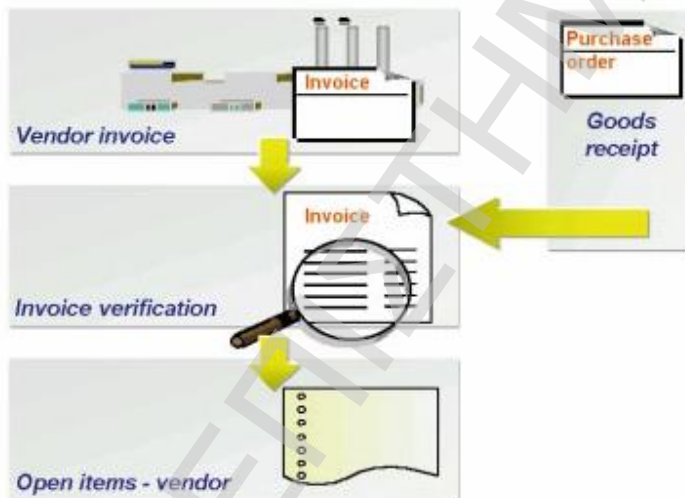 Invoice
Vendor invoice
Purchase
order
Goods
receipt
Invoice
Invoice verification
Open items - vendor